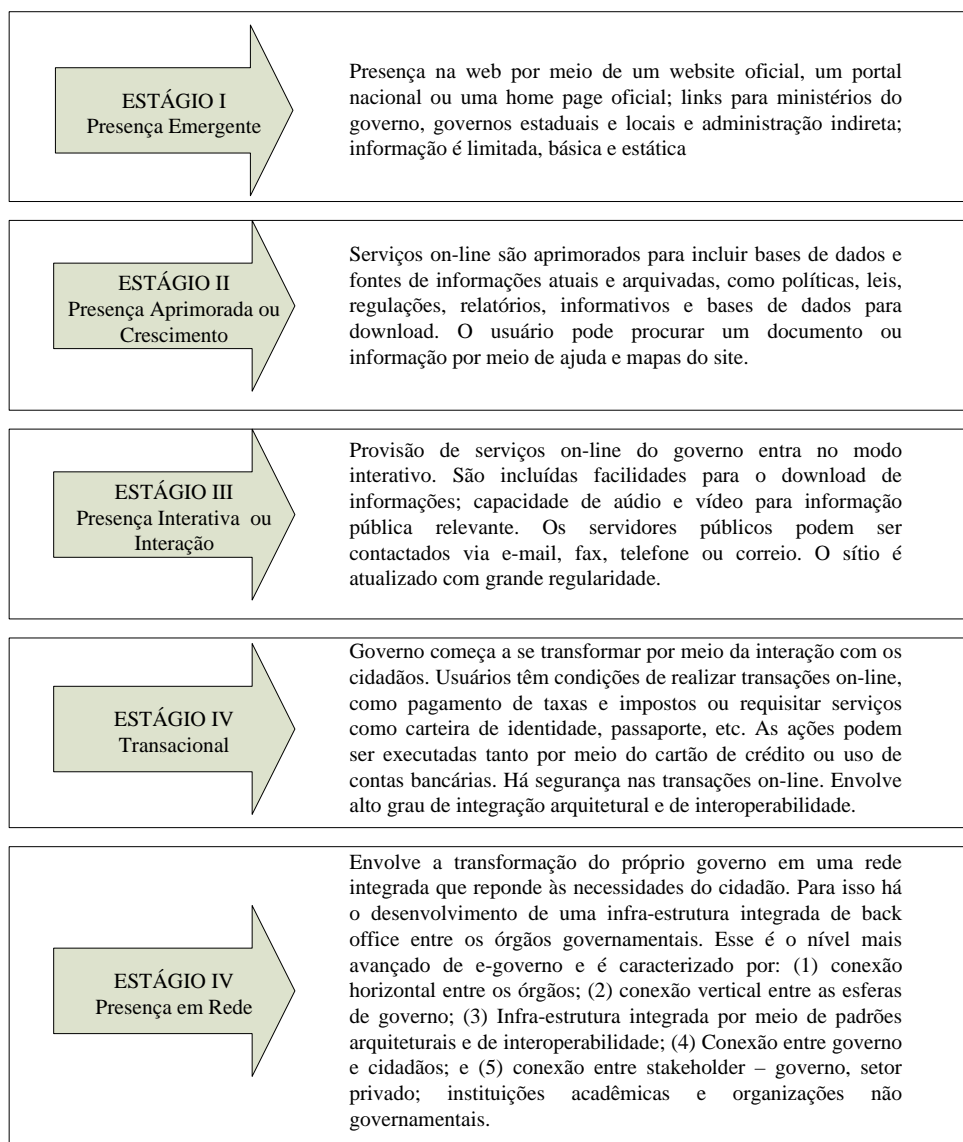 ESTÁGIO I
Presença Emergente
Presença na web por meio de um website oficial, um portal
nacional ou uma home page oficial; links para ministérios do
governo, governos estaduais e locais e administração indireta;
informação é limitada, básica e estática
ESTÁGIO II
Presença Aprimorada ou
Crescimento
Serviços on-line são aprimorados para incluir bases de dados e
fontes de informações atuais e arquivadas, como políticas, leis,
regulações, relatórios, informativos e bases de dados para
download. O usuário pode procurar um documento ou
informação por meio de ajuda e mapas do site.
ESTÁGIO III
Presença Interativa ou
Interação
Provisão de serviços on-line do governo entra no modo
interativo. São incluídas facilidades para o download de
informações; capacidade de aúdio e vídeo para informação
pública relevante. Os servidores públicos podem ser
contactados via e-mail, fax, telefone ou correio. O sítio é
atualizado com grande regularidade.
ESTÁGIO IV
Transacional
Governo começa a se transformar por meio da interação com os
cidadãos. Usuários têm condições de realizar transações on-line,
como pagamento de taxas e impostos ou requisitar serviços
como carteira de identidade, passaporte, etc. As ações podem
ser executadas tanto por meio do cartão de crédito ou uso de
contas bancárias. Há segurança nas transações on-line. Envolve
alto grau de integração arquitetural e de interoperabilidade.
ESTÁGIO IV
Presença em Rede
Envolve a transformação do próprio governo em uma rede
integrada que reponde às necessidades do cidadão. Para isso há
o desenvolvimento de uma infra-estrutura integrada de back
office entre os órgãos governamentais. Esse é o nível mais
avançado de e-governo e é caracterizado por: (1) conexão
horizontal entre os órgãos; (2) conexão vertical entre as esferas
de governo; (3) Infra-estrutura integrada por meio de padrões
arquiteturais e de interoperabilidade; (4) Conexão entre governo
e cidadãos; e (5) conexão entre stakeholder – governo, setor
privado; instituições acadêmicas e organizações não
governamentais.